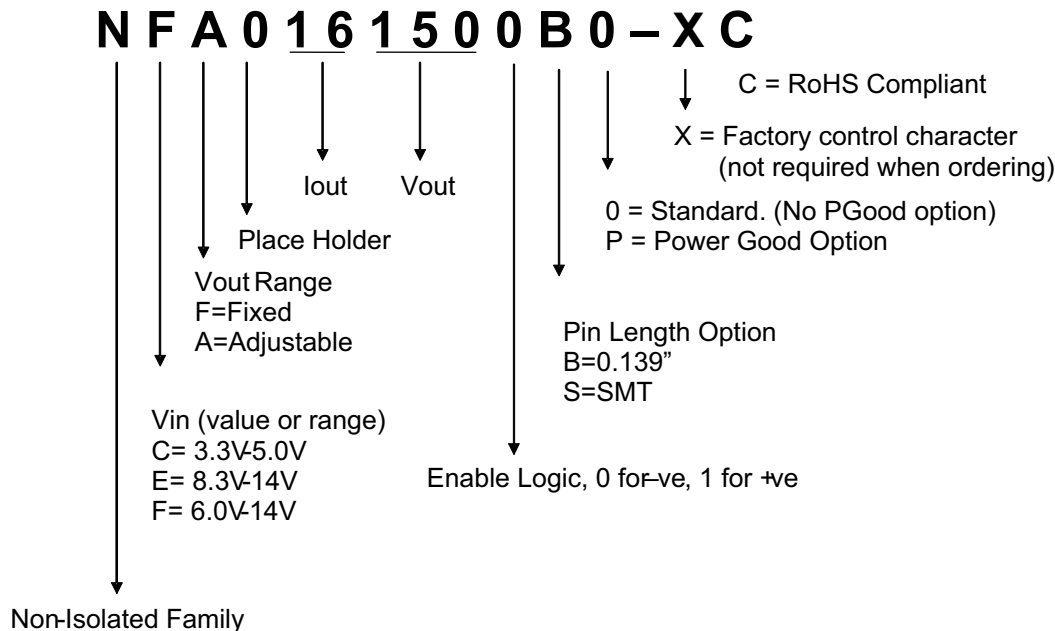 N F A 0 1 6 1 5 0 0 B 0 – X C
C = RoHS Compliant
X = Factory control character
(not required when ordering)
Iout
Vout
0 = Standard. (No PGood option)
P = Power Good Option
Place Holder
Vout Range
F=Fixed
A=Adjustable
Pin Length Option
B=0.139”
S=SMT
Vin (value or range)
C= 3.3V-5.0V
E= 8.3V-14V
F= 6.0V-14V
Enable Logic, 0 for–ve, 1 for +ve
Non-Isolated Family